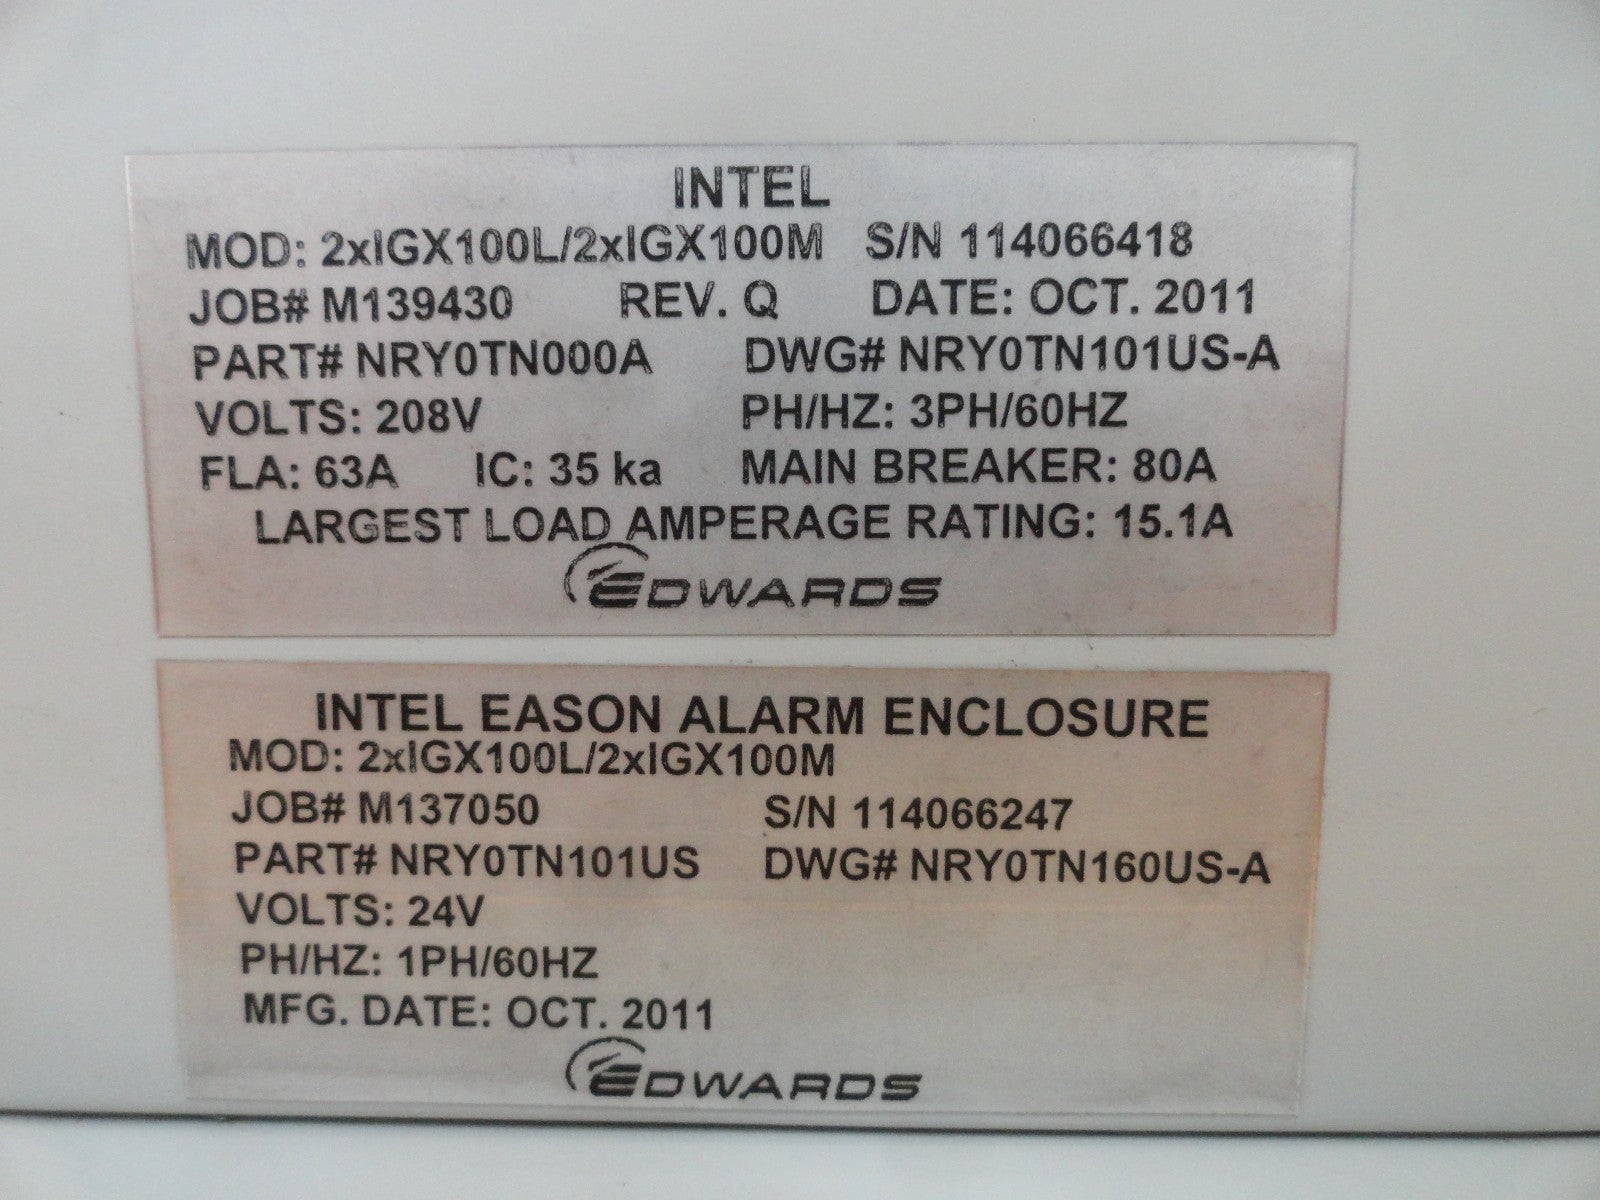 INTEL
MOD: 2xIGX100L/2xIGX100M S/N 114066418
JOB# M139430 REV. Q DATE: OCT. 2011
PART# NRY0TN000A DWG# NRY0TN101US-A
VOLTS: 208V PH/HZ: 3PH/60HZ
FLA: 63A IC: 35 ka MAIN BREAKER: 80A
LARGEST LOAD AMPERAGE RATING: 15.1A
EDWARDS
INTEL EASON ALARM ENCLOSURE
MOD: 2xIGX100L/2xIGX100M
JOB# M137050 S/N 114066247
PART# NRY0TN101US DWG# NRY0TN160US-A
VOLTS: 24V
PH/HZ: 1PH/60HZ
MFG. DATE: OCT. 2011
EDWARDS